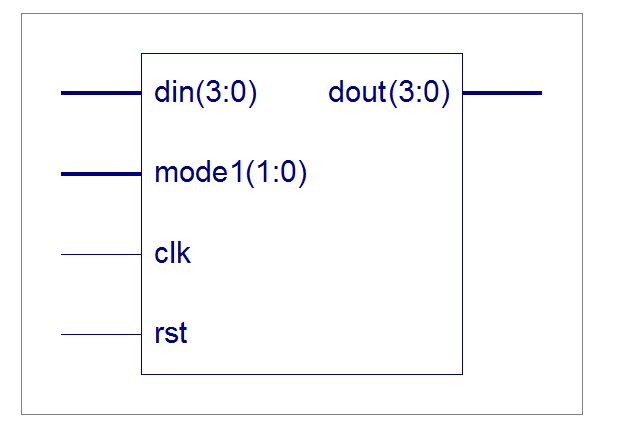 din(3:0) dout(3:0)
mode1(1:0)
clk
rst